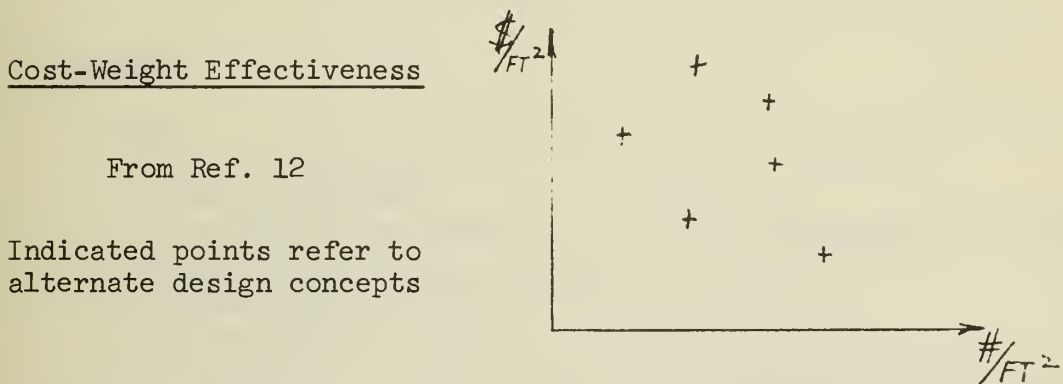 Cost-Weight Effectiveness
From Ref. 12
Indicated points refer to
alternate design concepts
$/FT²
#/FT²